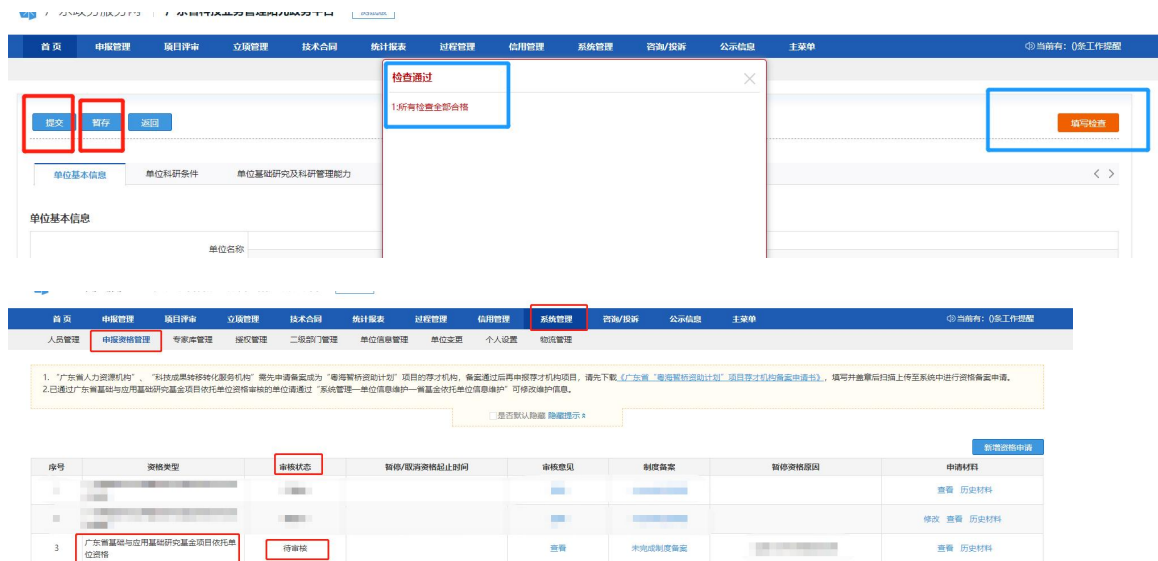 首页 申报管理 项目评审 立项管理 技术合同 统计报表 过程管理 信用管理 系统管理 咨询/投诉 公示信息 主菜单 当前有: 0条工作提醒
检查通过
1:所有检查全部合格
提交 暂存 返回 填写检查
单位基本信息 单位科研条件 单位基础研究及科研管理能力
单位基本信息
单位名称
首页 申报管理 项目评审 立项管理 技术合同 统计报表 过程管理 信用管理 系统管理 咨询/投诉 公示信息 主菜单 当前有: 0条工作提醒
人员管理 申报资格管理 专家库管理 授权管理 二级部门管理 单位信息管理 单位变更 个人设置 物流管理
1. "广东省人力资源机构"、"科技成果转移转化服务机构"需先申请备案成为"粤海智桥资助计划"项目的荐才机构，备案通过后再申报荐才机构项目，请先下载《广东省"粤海智桥资助计划"项目荐才机构备案申请书》，填写并盖章后扫描上传至系统中进行资格备案申请。
2.已通过广东省基础与应用基础研究基金项目依托单位资格审核的单位请通过"系统管理—单位信息维护—省基金依托单位信息维护"可修改维护信息。
是否默认隐藏 隐藏提示
新增资格申请
序号 资格类型 审核状态 暂停/取消资格起止时间 审核意见 制度备案 暂停资格原因 申请材料
查看 历史材料
修改 查看 历史材料
3 广东省基础与应用基础研究基金项目依托单 待审核 查看 未完成制度备案 查看 历史材料
位资格